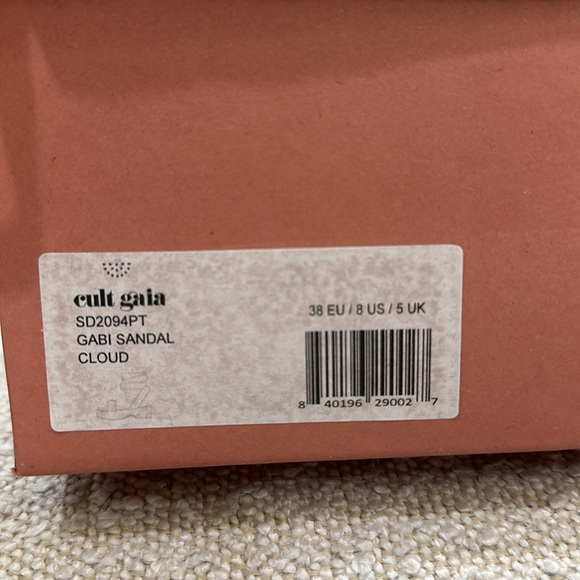 cult gaia
SD2094PT
GABI SANDAL
CLOUD
38 EU / 8 US / 5 UK
8 40196 29002 7